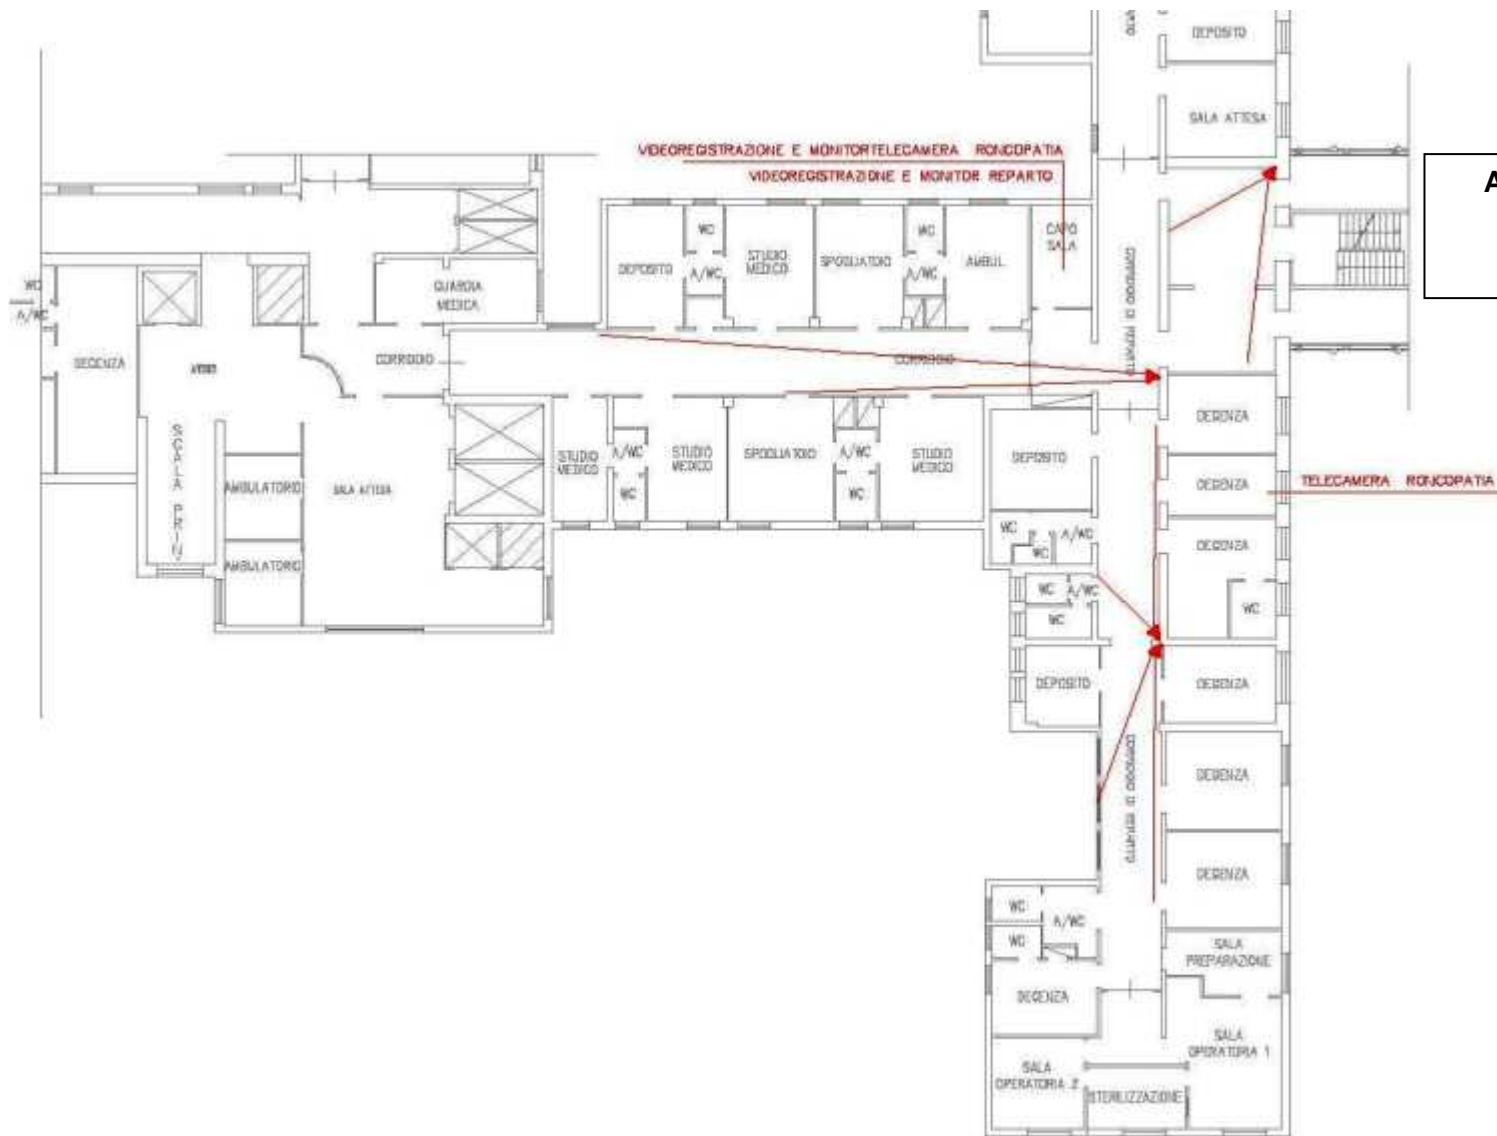 DEPOSITO
SALA ATTESA
VIDEOREGISTRAZIONE E MONITORTELECAMERA RONCOPATIA
VIDEOREGISTRAZIONE E MONITOR REPARTO
A
WC
A/WC
DEGENZA
GUARDIA
MEDICA
CORRIDOIO
DEPOSITO
WC
A/WC
STUDIO
MEDICO
SPOGLIATOIO
WC
A/WC
AMBUL.
CAPO
SALA
CORRIDOIO
CORRIDOIO DI REPARTO
SCALA PRIN
AMBULATORIO
AMBULATORIO
SALA ATTESA
STUDIO
MEDICO
A/WC
WC
STUDIO
MEDICO
SPOGLIATOIO
A/WC
WC
STUDIO
MEDICO
DEPOSITO
DEGENZA
DEGENZA
TELECAMERA RONCOPATIA
WC
WC
A/WC
DEGENZA
WC
WC
A/WC
WC
DEPOSITO
DEGENZA
CORRIDOIO DI REPARTO
DEGENZA
DEGENZA
WC
A/WC
WC
SALA
PREPARAZIONE
DEGENZA
SALA
OPERATORIA 1
SALA
OPERATORIA 2
STERILIZZAZIONE